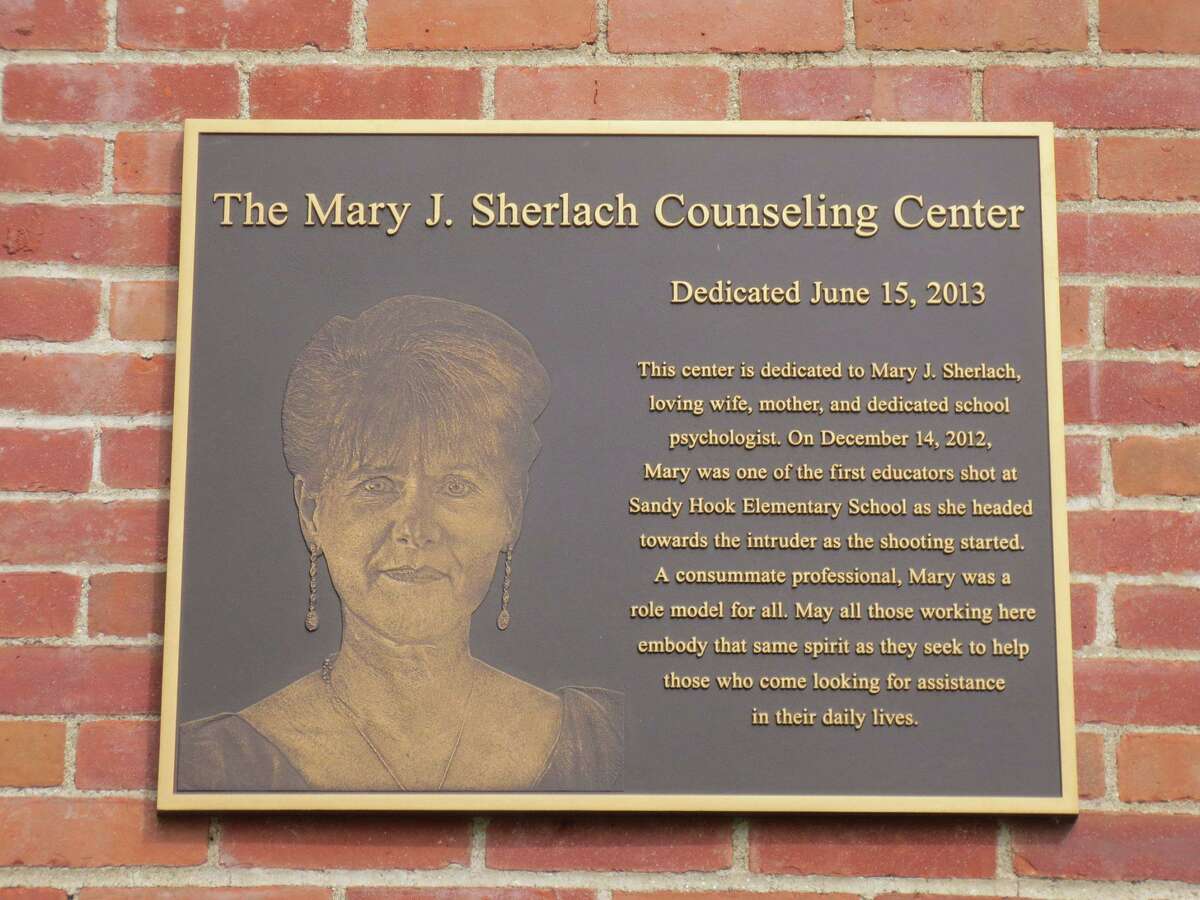 The Mary J. Sherlach Counseling Center
Dedicated June 15, 2013
This center is dedicated to Mary J. Sherlach,
loving wife, mother, and dedicated school
psychologist. On December 14, 2012,
Mary was one of the first educators shot at
Sandy Hook Elementary School as she headed
towards the intruder as the shooting started.
A consummate professional, Mary was a
role model for all. May all those working here
embody that same spirit as they seek to help
those who come looking for assistance
in their daily lives.